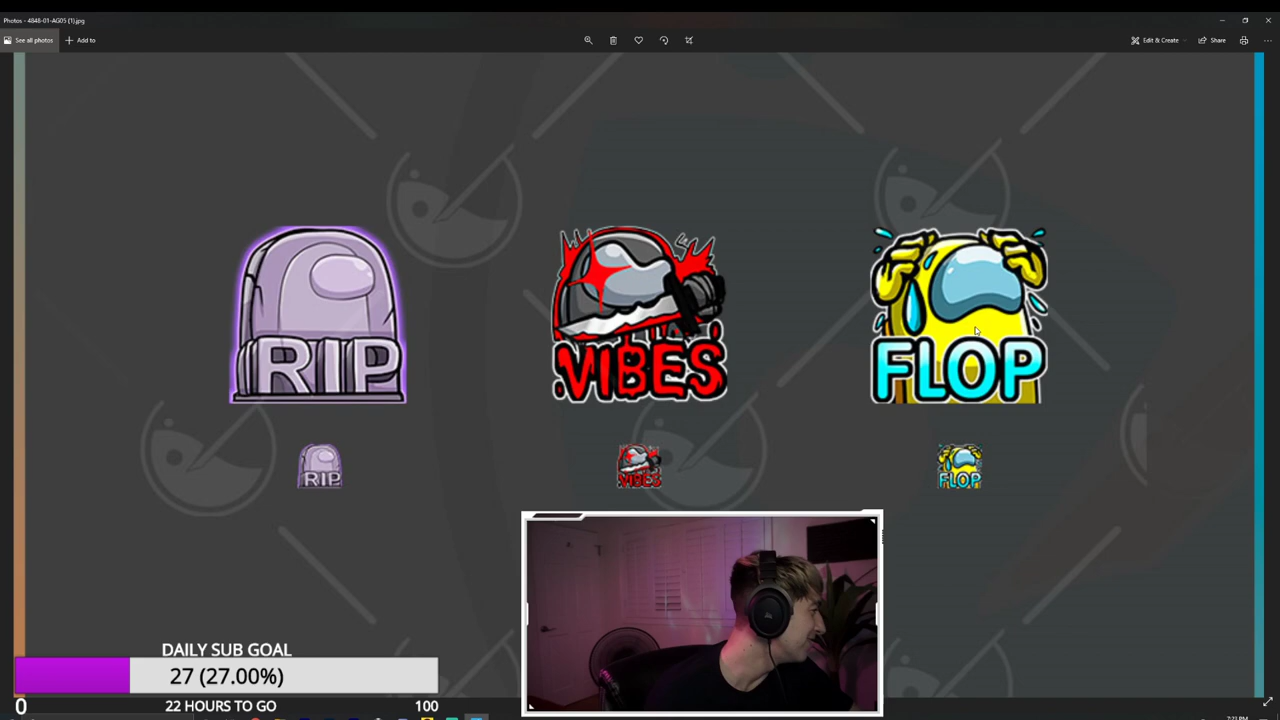 Photos - 4848-01-AG05 (1).jpg
See all photos
Add to
Edit & Create
Share
RIP
VIBES
FLOP
RIP
VIBES
FLOP
DAILY SUB GOAL
27 (27.00%)
0
22 HOURS TO GO
100